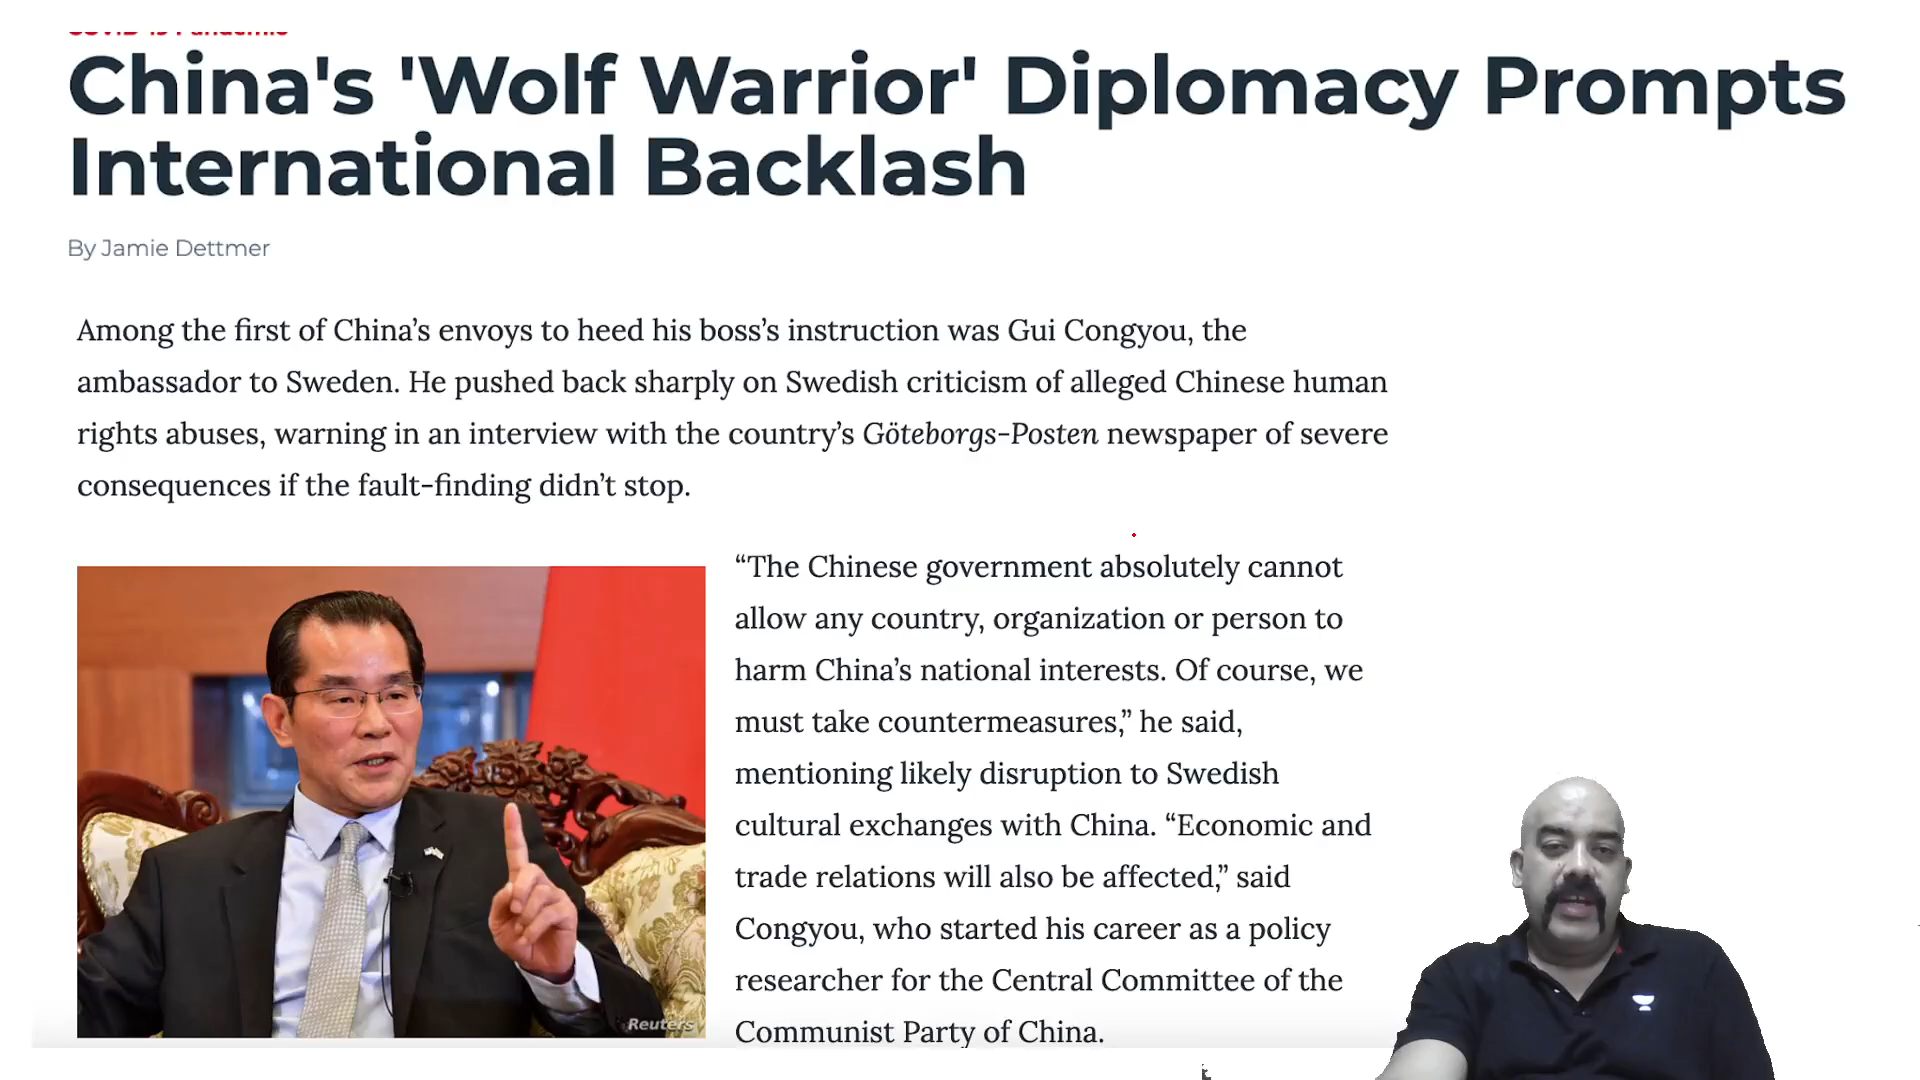 COVID-19 Pandemic
China's 'Wolf Warrior' Diplomacy Prompts
International Backlash
By Jamie Dettmer
Among the first of China’s envoys to heed his boss’s instruction was Gui Congyou, the
ambassador to Sweden. He pushed back sharply on Swedish criticism of alleged Chinese human
rights abuses, warning in an interview with the country’s Göteborgs-Posten newspaper of severe
consequences if the fault-finding didn’t stop.
“The Chinese government absolutely cannot
allow any country, organization or person to
harm China’s national interests. Of course, we
must take countermeasures,” he said,
mentioning likely disruption to Swedish
cultural exchanges with China. “Economic and
trade relations will also be affected,” said
Congyou, who started his career as a policy
researcher for the Central Committee of the
Communist Party of China.
Reuters